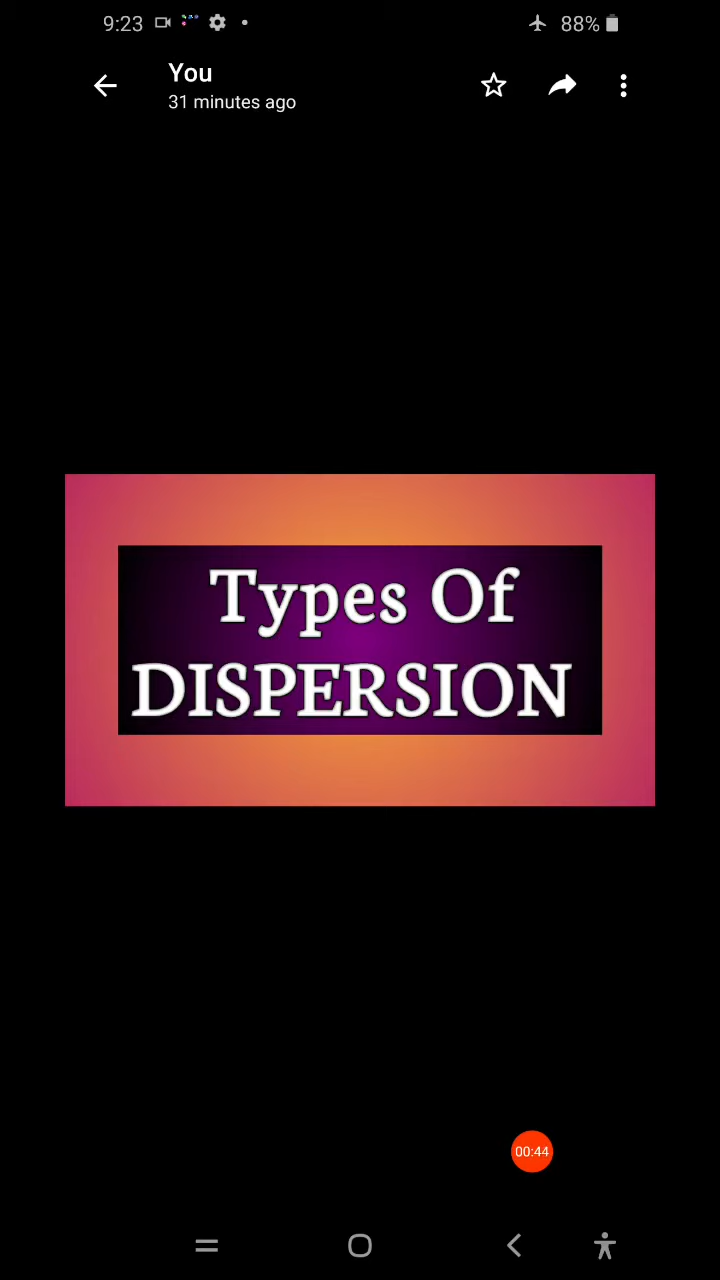 9:23
88%
You
31 minutes ago
Types Of
DISPERSION
00:44